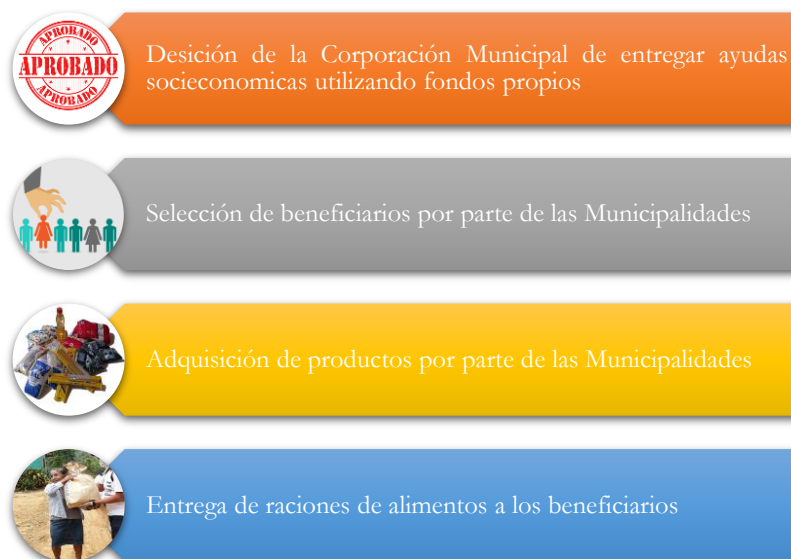 APROBADO
APROBADO
APROBADO
Desición de la Corporación Municipal de entregar ayudas
socieconomicas utilizando fondos propios
Selección de beneficiarios por parte de las Municipalidades
Adquisición de productos por parte de las Municipalidades
Entrega de raciones de alimentos a los beneficiarios